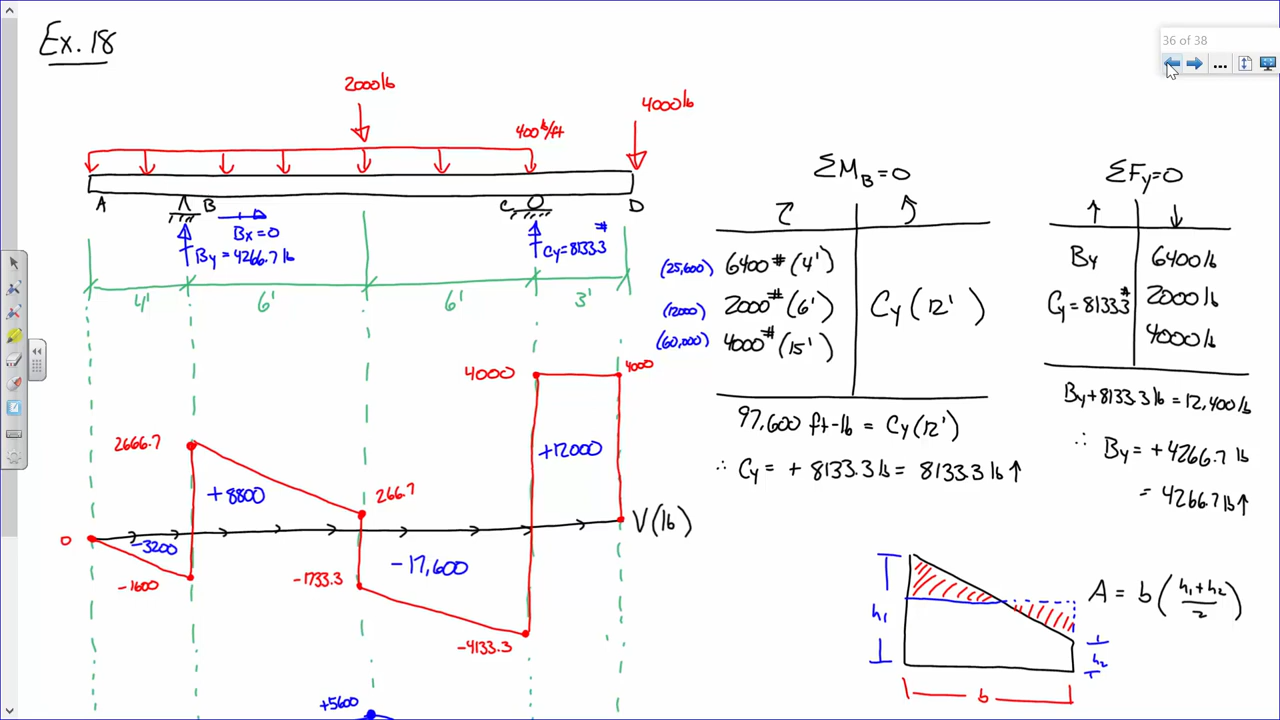 36 of 38
Ex. 18
2000 lb
4000 lb
400 lb/ft
A
B
C
D
Bx=0
By = 4266.7 lb
Cy=8133.3#
4'
6'
6'
3'
ΣM_B=0
(25,600) 6400# (4')
(12000) 2000# (6')
(60,000) 4000# (15')
Cy (12')
97,600 ft-lb = Cy(12')
∴ Cy = + 8133.3 lb = 8133.3 lb ↑
ΣFy=0
↑ ↓
By
Cy = 8133.3#
6400 lb
2000 lb
4000 lb
By + 8133.3 lb = 12,400 lb
∴ By = +4266.7 lb
= 4266.7 lb ↑
4000
4000
2666.7
+8800
266.7
+12000
0
-3200
V(lb)
-1600
-1733.3
-17,600
-4133.3
+5600
h1
h2
b
A = b (h1+h2 / 2)